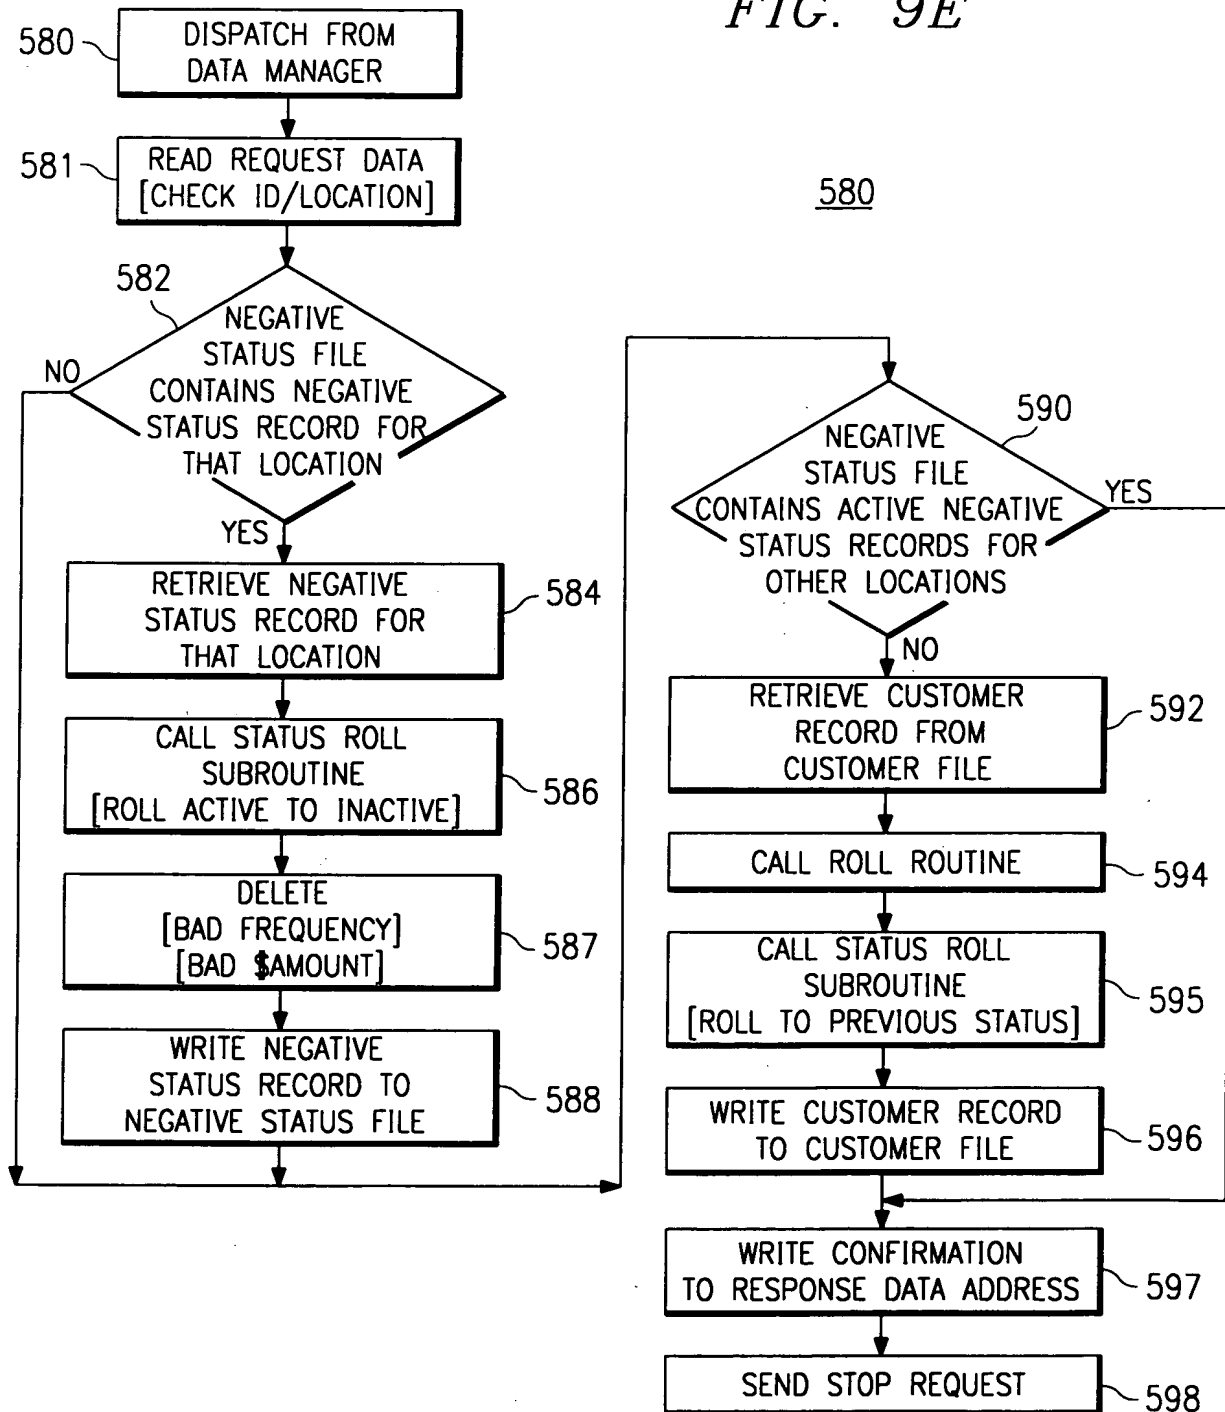 FIG. 9E
580
DISPATCH FROM
DATA MANAGER
581
READ REQUEST DATA
[CHECK ID/LOCATION]
580
582
NEGATIVE
STATUS FILE
CONTAINS NEGATIVE
STATUS RECORD FOR
THAT LOCATION
NO
YES
RETRIEVE NEGATIVE
STATUS RECORD FOR
THAT LOCATION
584
CALL STATUS ROLL
SUBROUTINE
[ROLL ACTIVE TO INACTIVE]
586
DELETE
[BAD FREQUENCY]
[BAD $AMOUNT]
587
WRITE NEGATIVE
STATUS RECORD TO
NEGATIVE STATUS FILE
588
590
NEGATIVE
STATUS FILE
CONTAINS ACTIVE NEGATIVE
STATUS RECORDS FOR
OTHER LOCATIONS
YES
NO
RETRIEVE CUSTOMER
RECORD FROM
CUSTOMER FILE
592
CALL ROLL ROUTINE
594
CALL STATUS ROLL
SUBROUTINE
[ROLL TO PREVIOUS STATUS]
595
WRITE CUSTOMER RECORD
TO CUSTOMER FILE
596
WRITE CONFIRMATION
TO RESPONSE DATA ADDRESS
597
SEND STOP REQUEST
598